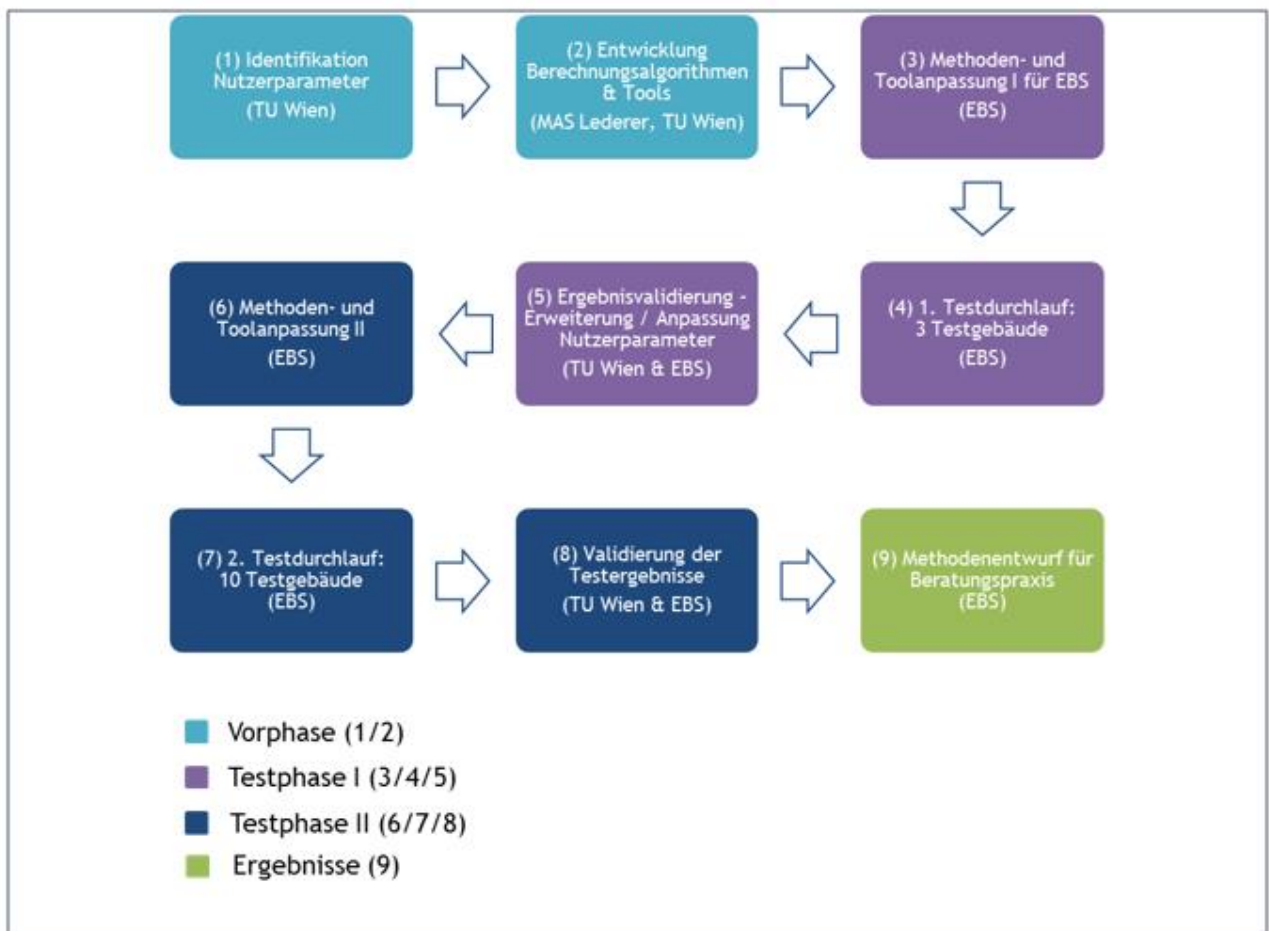 (1) Identifikation
Nutzerparameter
(TU Wien)
(2) Entwicklung
Berechnungsalgorithmen
& Tools
(MAS Lederer, TU Wien)
(3) Methoden- und
Toolanpassung I für EBS
(EBS)
(6) Methoden- und
Toolanpassung II
(EBS)
(5) Ergebnisvalidierung -
Erweiterung / Anpassung
Nutzerparameter
(TU Wien & EBS)
(4) 1. Testdurchlauf:
3 Testgebäude
(EBS)
(7) 2. Testdurchlauf:
10 Testgebäude
(EBS)
(8) Validierung der
Testergebnisse
(TU Wien & EBS)
(9) Methodenentwurf für
Beratungspraxis
(EBS)
Vorphase (1/2)
Testphase I (3/4/5)
Testphase II (6/7/8)
Ergebnisse (9)